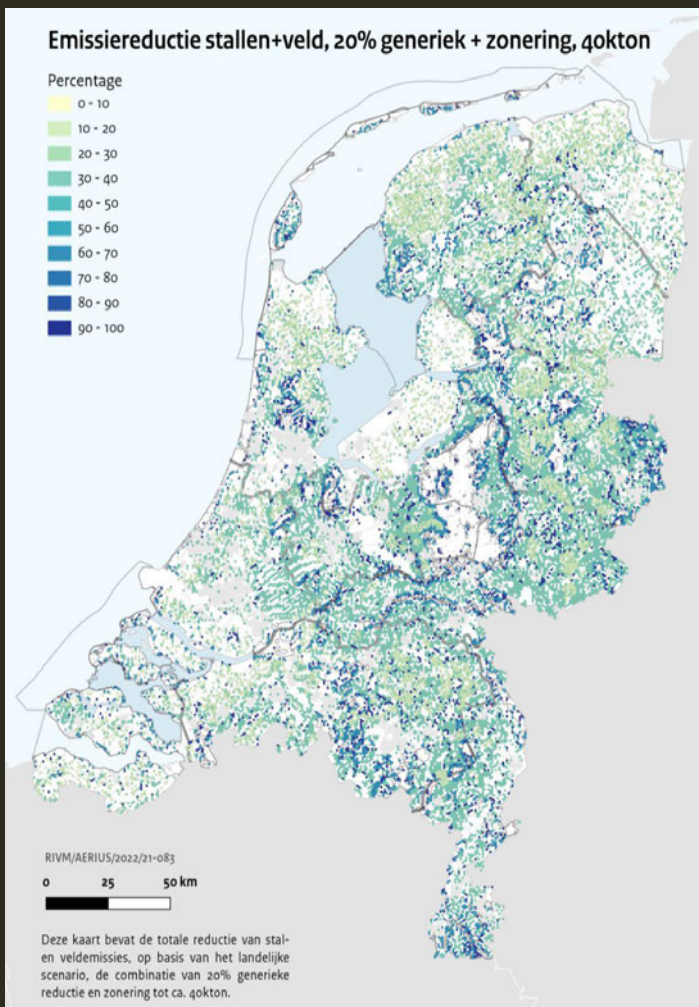 Emissiereductie stallen+veld, 20% generiek + zonering, 40kton
Percentage
0 - 10
10 - 20
20 - 30
30 - 40
40 - 50
50 - 60
60 - 70
70 - 80
80 - 90
90 - 100
RIVM/AERIUS/2022/21-083
0 25 50 km
Deze kaart bevat de totale reductie van stal-
en veldemissies, op basis van het landelijke
scenario, de combinatie van 20% generieke
reductie en zonering tot ca. 40kton.